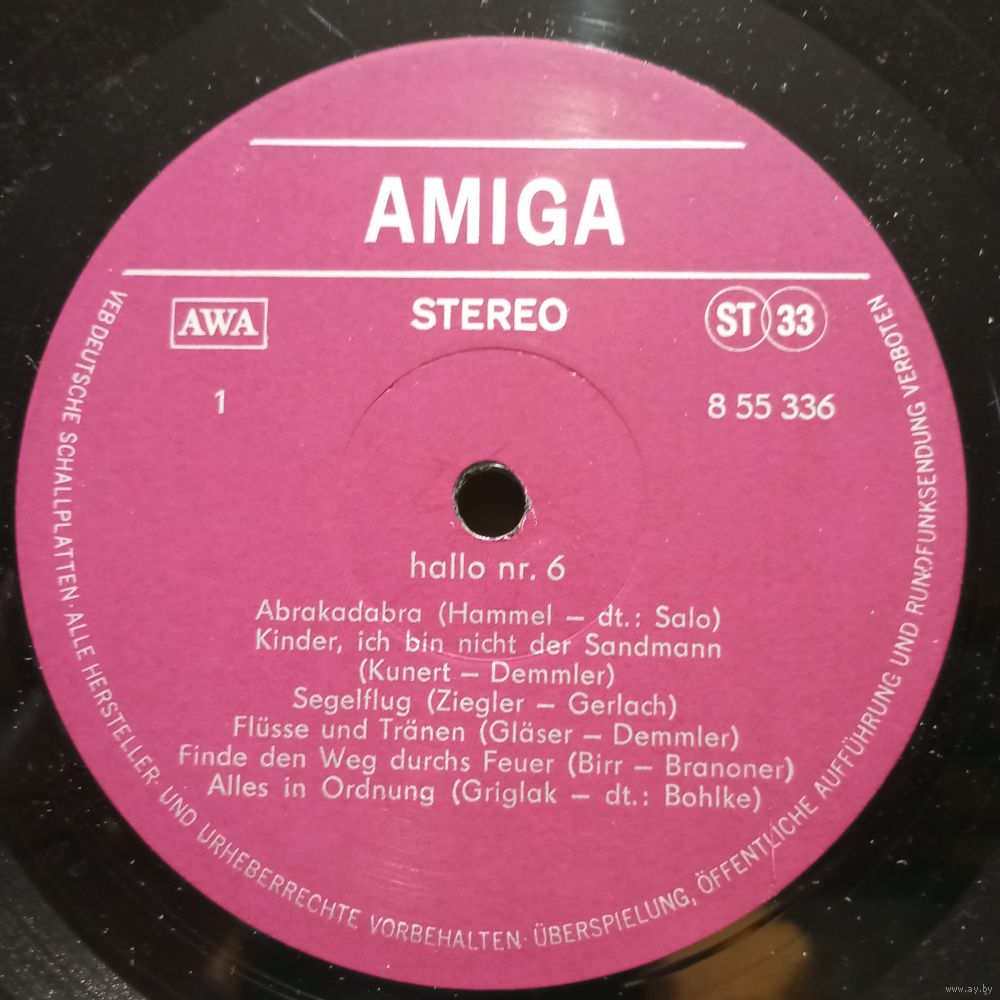 AMIGA
AWA
STEREO
ST 33
1
8 55 336
hallo nr. 6
Abrakadabra (Hammel – dt.: Salo)
Kinder, ich bin nicht der Sandmann
(Kunert – Demmler)
Segelflug (Ziegler – Gerlach)
Flüsse und Tränen (Gläser – Demmler)
Finde den Weg durchs Feuer (Birr – Branoner)
Alles in Ordnung (Griglak – dt.: Bohlke)
VEB DEUTSCHE SCHALLPLATTEN · ALLE HERSTELLER- UND URHEBERRECHTE VORBEHALTEN · ÜBERSPIELUNG, ÖFFENTLICHE AUFFÜHRUNG UND RUNDFUNKSENDUNG VERBOTEN
www.ay.by